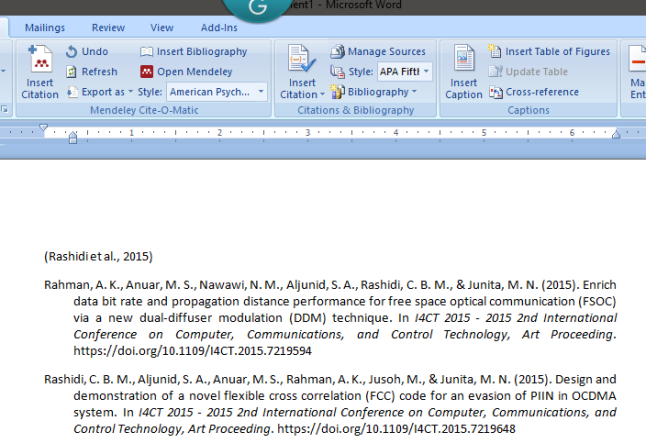 ent1 - Microsoft Word
G
Mailings Review View Add-Ins
Insert Citation
Undo
Refresh
Export as
Insert Bibliography
Open Mendeley
Style: American Psych...
Mendeley Cite-O-Matic
Insert Citation
Manage Sources
Style: APA Fifth
Bibliography
Citations & Bibliography
Insert Caption
Insert Table of Figures
Update Table
Cross-reference
Captions
Ma
Ent
1 2 3 4 5 6
(Rashidi et al., 2015)
Rahman, A. K., Anuar, M. S., Nawawi, N. M., Aljunid, S. A., Rashidi, C. B. M., & Junita, M. N. (2015). Enrich
data bit rate and propagation distance performance for free space optical communication (FSOC)
via a new dual-diffuser modulation (DDM) technique. In I4CT 2015 - 2015 2nd International
Conference on Computer, Communications, and Control Technology, Art Proceeding.
https://doi.org/10.1109/I4CT.2015.7219594
Rashidi, C. B. M., Aljunid, S. A., Anuar, M. S., Rahman, A. K., Jusoh, M., & Junita, M. N. (2015). Design and
demonstration of a novel flexible cross correlation (FCC) code for an evasion of PIIN in OCDMA
system. In I4CT 2015 - 2015 2nd International Conference on Computer, Communications, and
Control Technology, Art Proceeding. https://doi.org/10.1109/I4CT.2015.7219648